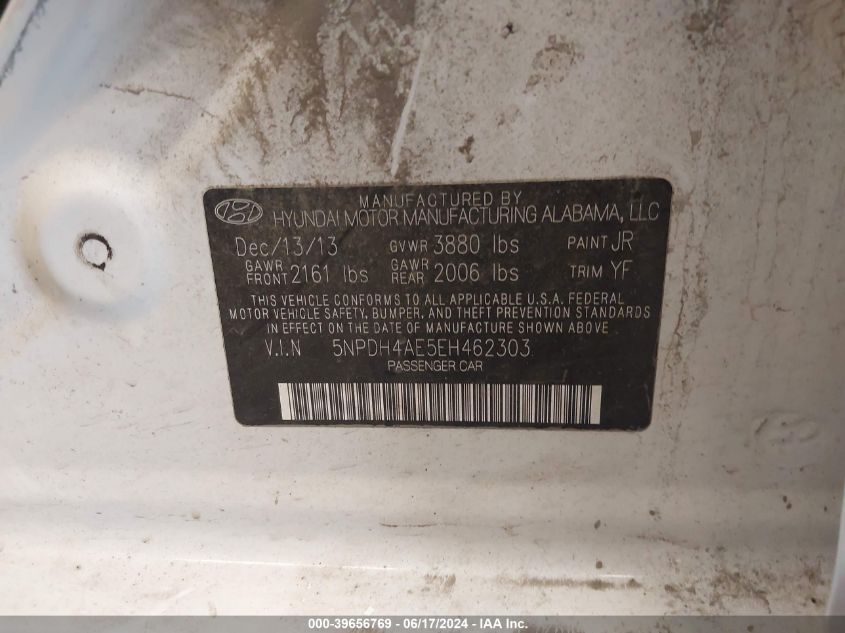 MANUFACTURED BY
HYUNDAI MOTOR MANUFACTURING ALABAMA, LLC
Dec/13/13 GVWR 3880 lbs PAINT JR
GAWR FRONT 2161 lbs GAWR REAR 2006 lbs TRIM YF
THIS VEHICLE CONFORMS TO ALL APPLICABLE U.S.A. FEDERAL
MOTOR VEHICLE SAFETY, BUMPER, AND THEFT PREVENTION STANDARDS
IN EFFECT ON THE DATE OF MANUFACTURE SHOWN ABOVE
V.I.N 5NPDH4AE5EH462303
PASSENGER CAR
000-39656769 - 06/17/2024 - IAA Inc.